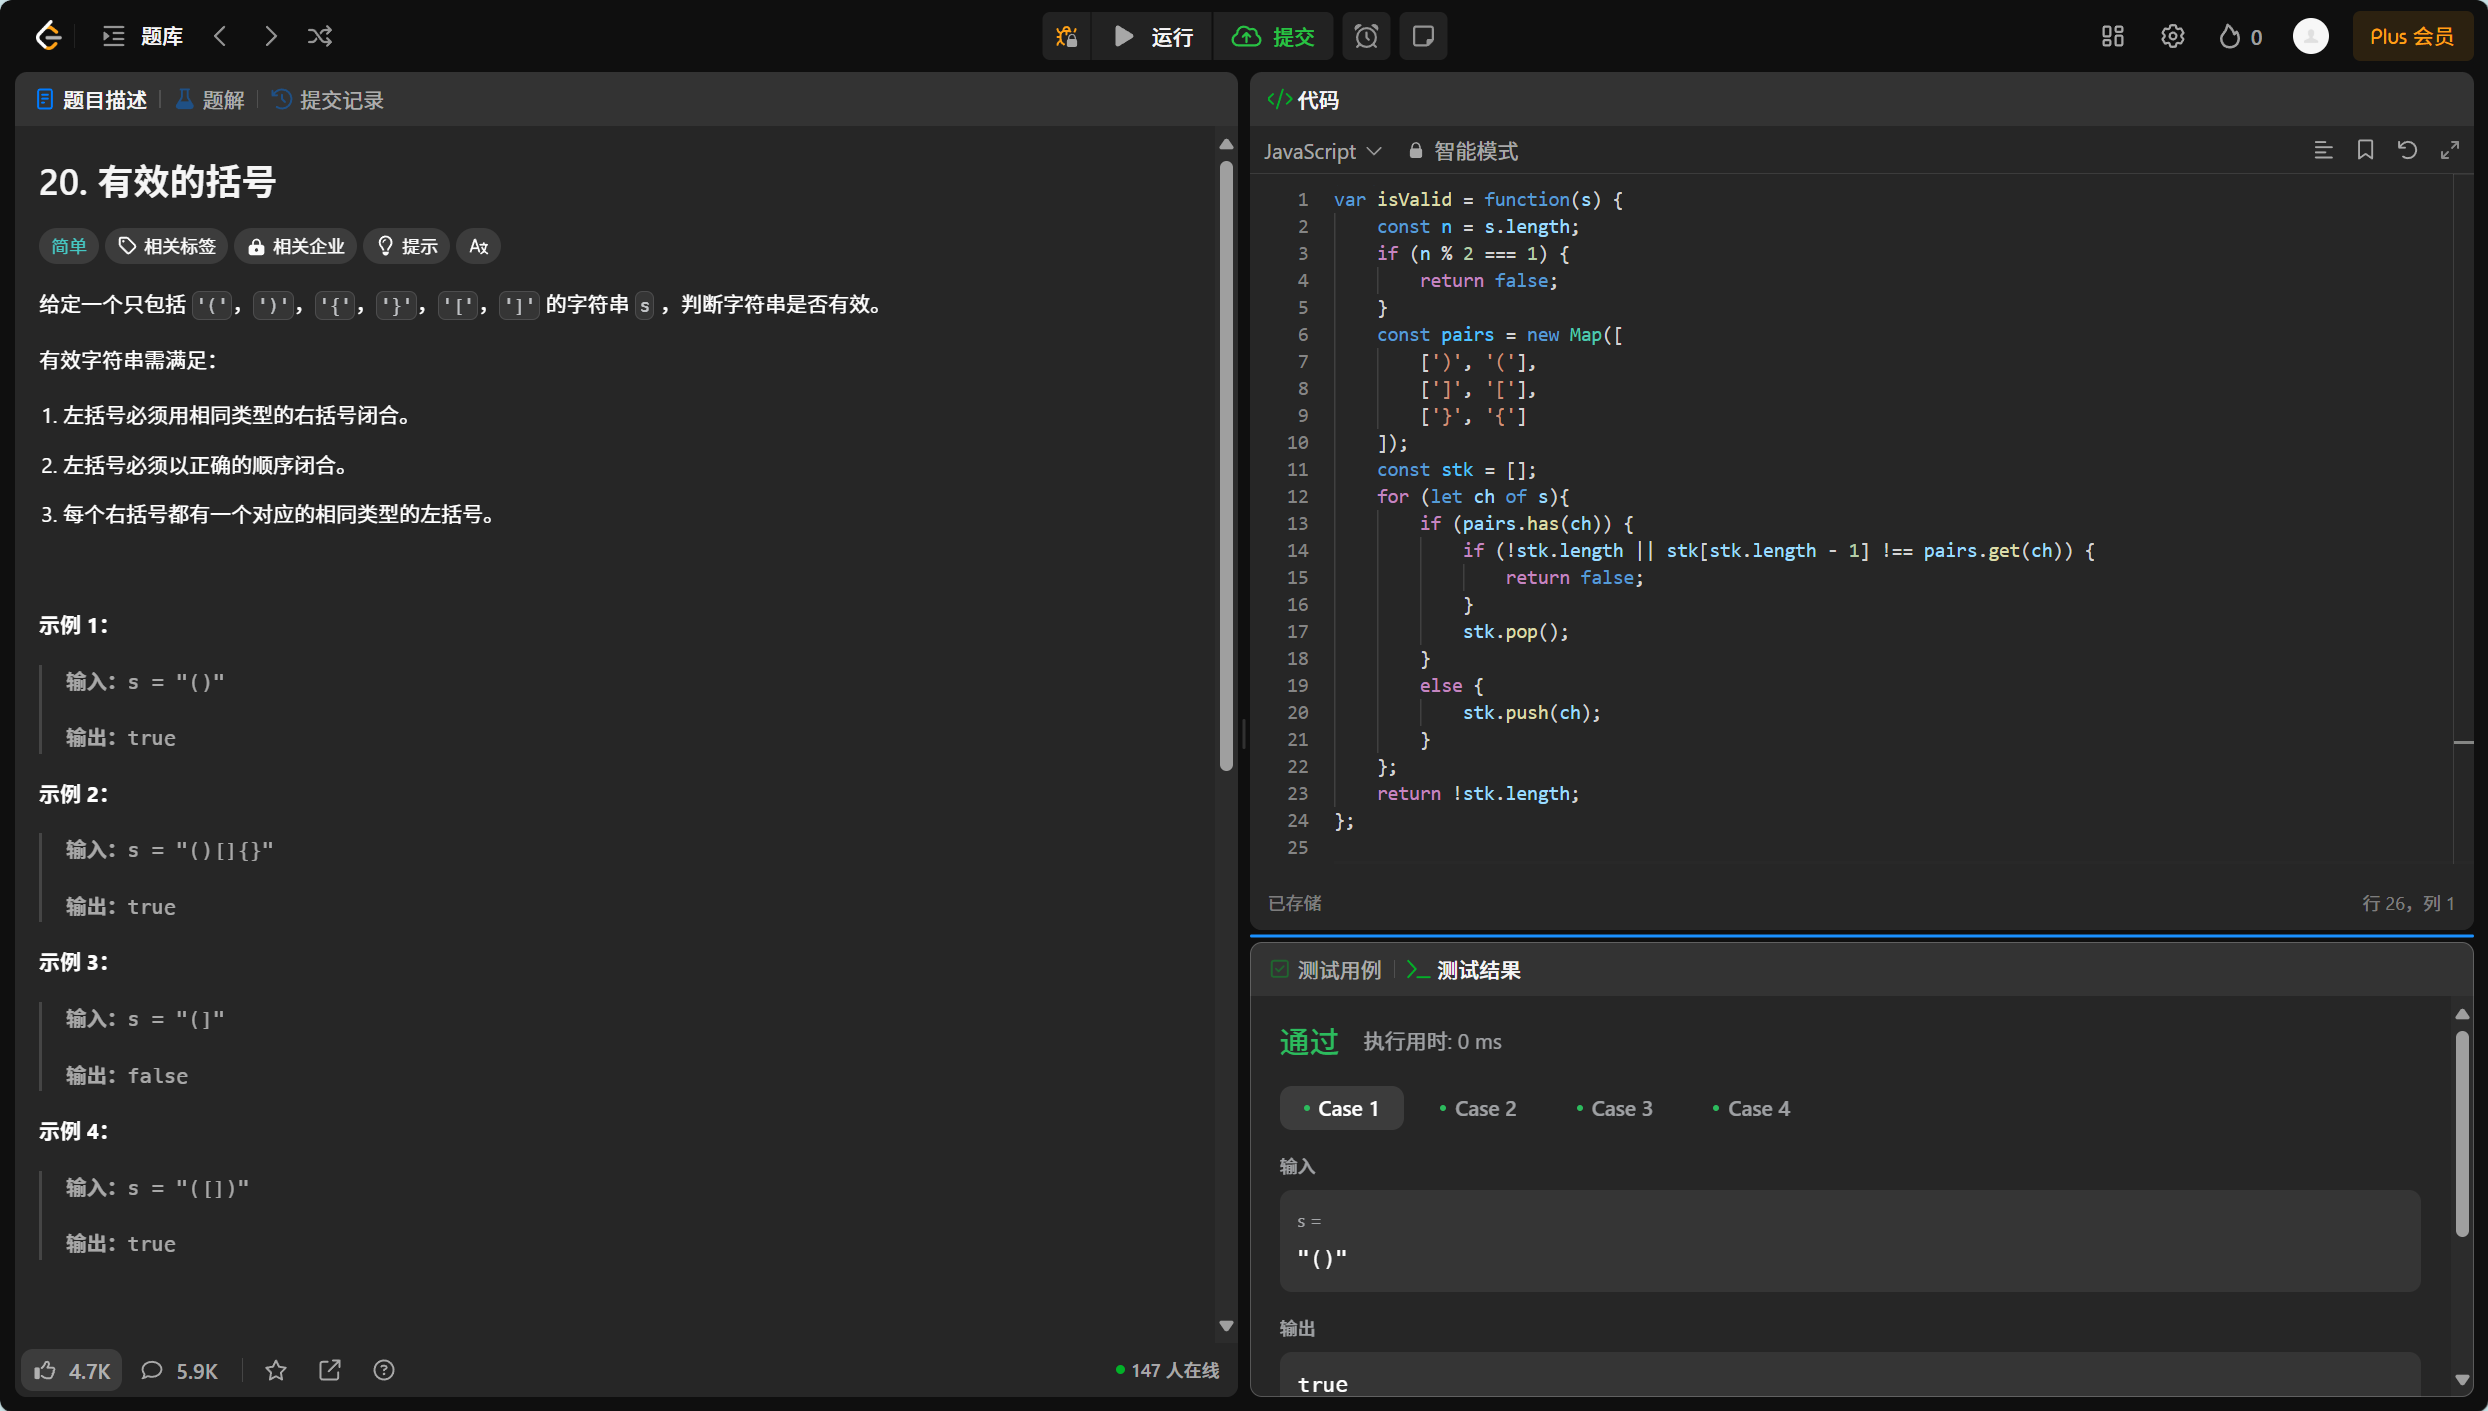 题库
运行
提交
0
Plus 会员
题目描述
题解
提交记录
20. 有效的括号
简单
相关标签
相关企业
提示
给定一个只包括 '('，')'，'{'，'}'，'['，']' 的字符串 s ，判断字符串是否有效。
有效字符串需满足：
1. 左括号必须用相同类型的右括号闭合。
2. 左括号必须以正确的顺序闭合。
3. 每个右括号都有一个对应的相同类型的左括号。
示例 1：
输入：s = "()"
输出：true
示例 2：
输入：s = "()[]{}"
输出：true
示例 3：
输入：s = "(]"
输出：false
示例 4：
输入：s = "([])"
输出：true
4.7K
5.9K
147 人在线
</> 代码
JavaScript
智能模式
1 var isValid = function(s) {
2     const n = s.length;
3     if (n % 2 === 1) {
4         return false;
5     }
6     const pairs = new Map([
7         [')', '('],
8         [']', '['],
9         ['}', '{']
10     ]);
11     const stk = [];
12     for (let ch of s){
13         if (pairs.has(ch)) {
14             if (!stk.length || stk[stk.length - 1] !== pairs.get(ch)) {
15                 return false;
16             }
17             stk.pop();
18         }
19         else {
20             stk.push(ch);
21         }
22     };
23     return !stk.length;
24 };
25
已存储
行 26，列 1
测试用例
测试结果
通过
执行用时: 0 ms
Case 1
Case 2
Case 3
Case 4
输入
s =
"()"
输出
true